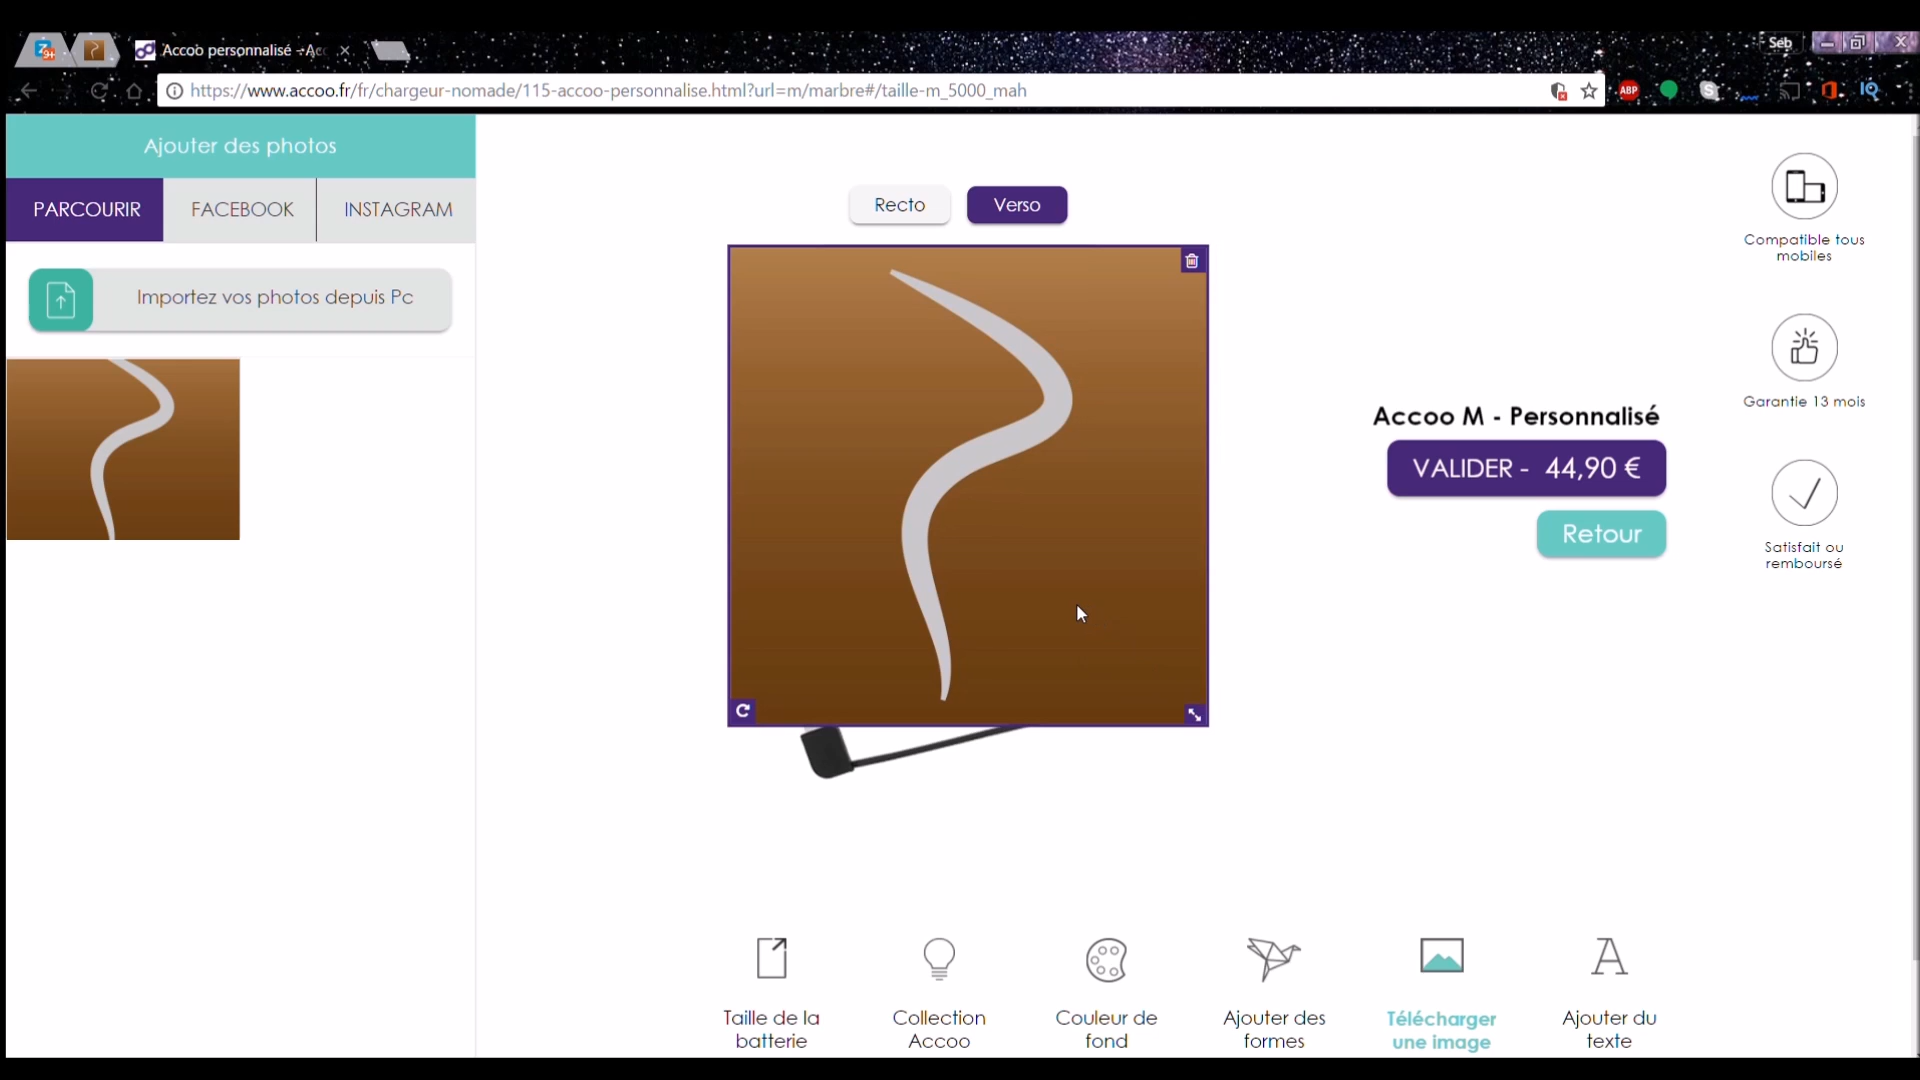 Accoo personnalisé - Acc
Seb
https://www.accoo.fr/fr/chargeur-nomade/115-accoo-personnalise.html?url=m/marbre#/taille-m_5000_mah
ABP
Ajouter des photos
PARCOURIR
FACEBOOK
INSTAGRAM
Importez vos photos depuis Pc
Recto
Verso
Accoo M - Personnalisé
VALIDER - 44,90 €
Retour
Compatible tous
mobiles
Garantie 13 mois
Satisfait ou
remboursé
Taille de la
batterie
Collection
Accoo
Couleur de
fond
Ajouter des
formes
Télécharger
une image
Ajouter du
texte